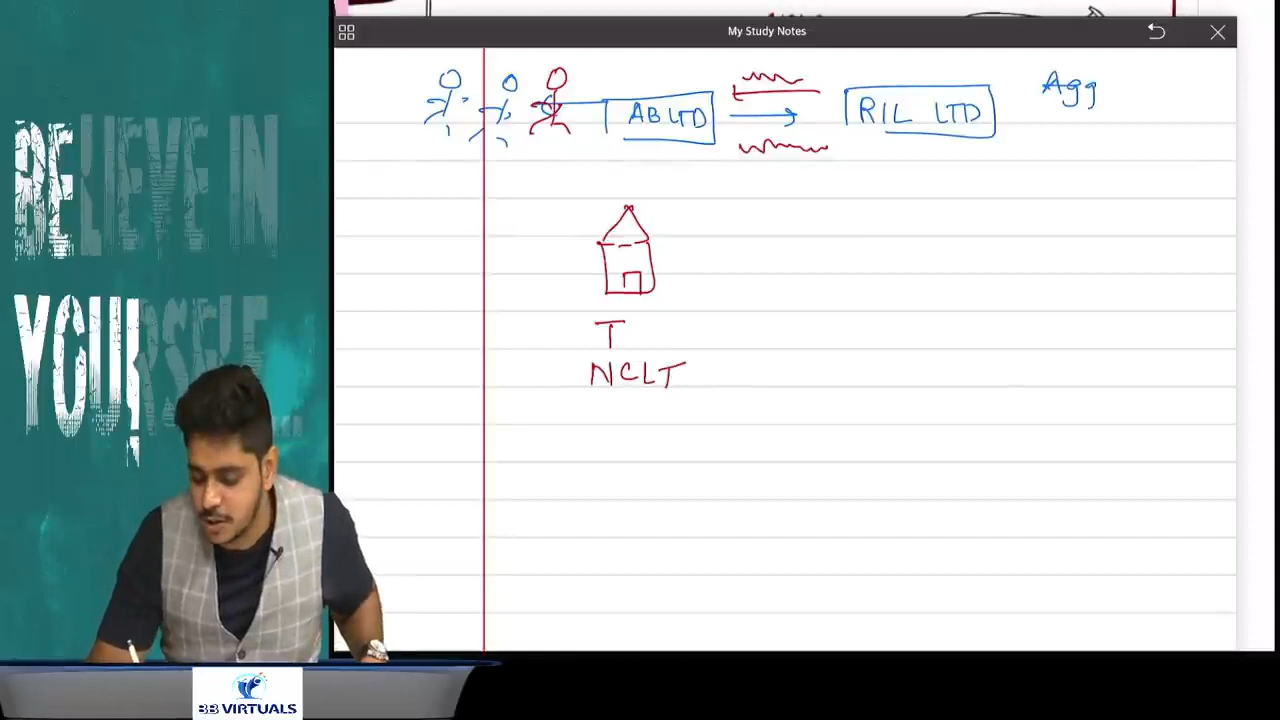 My Study Notes
BELIEVE IN
YOURSELF...
AB LTD
RIL LTD
Agg
T
NCLT
BB VIRTUALS